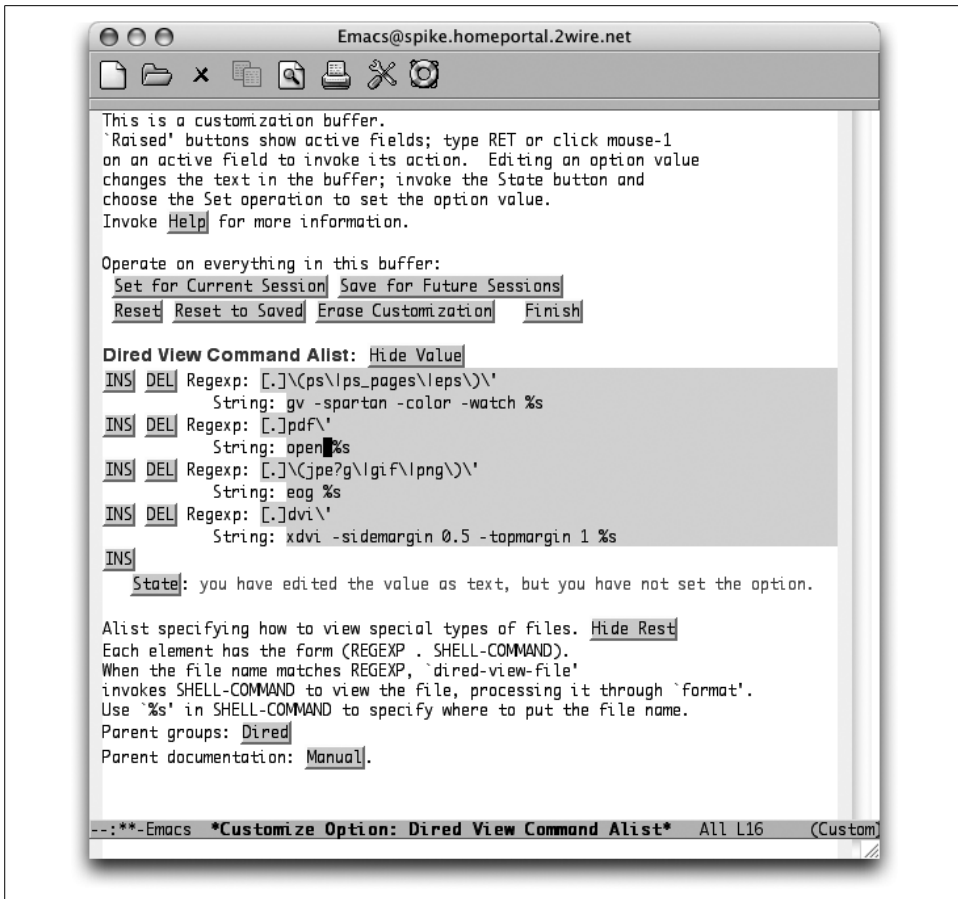 Emacs@spike.homeportal.2wire.net
This is a customization buffer.
`Raised' buttons show active fields; type RET or click mouse-1
on an active field to invoke its action.  Editing an option value
changes the text in the buffer; invoke the State button and
choose the Set operation to set the option value.
Invoke Help for more information.
Operate on everything in this buffer:
Set for Current Session Save for Future Sessions
Reset Reset to Saved Erase Customization Finish
Dired View Command Alist: Hide Value
INS DEL Regexp: [.]\(ps\|ps_pages\|eps\)\'
String: gv -spartan -color -watch %s
INS DEL Regexp: [.]pdf\'
String: open %s
INS DEL Regexp: [.]\(jpe?g\|gif\|png\)\'
String: eog %s
INS DEL Regexp: [.]dvi\'
String: xdvi -sidemargin 0.5 -topmargin 1 %s
INS
State: you have edited the value as text, but you have not set the option.
Alist specifying how to view special types of files. Hide Rest
Each element has the form (REGEXP . SHELL-COMMAND).
When the file name matches REGEXP, `dired-view-file'
invokes SHELL-COMMAND to view the file, processing it through `format'.
Use `%s' in SHELL-COMMAND to specify where to put the file name.
Parent groups: Dired
Parent documentation: Manual.
--:**-Emacs *Customize Option: Dired View Command Alist* All L16 (Custom)